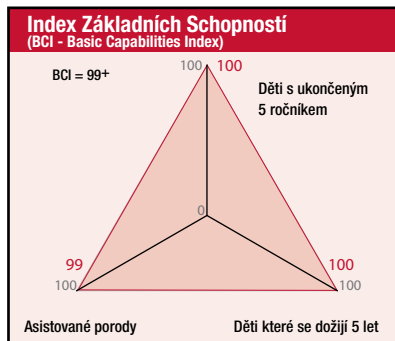 Index Základních Schopností
(BCI - Basic Capabilities Index)
BCI = 99+
100 100
Děti s ukončeným
5 ročníkem
0
99 100
100 100
Asistované porody Děti které se dožijí 5 let